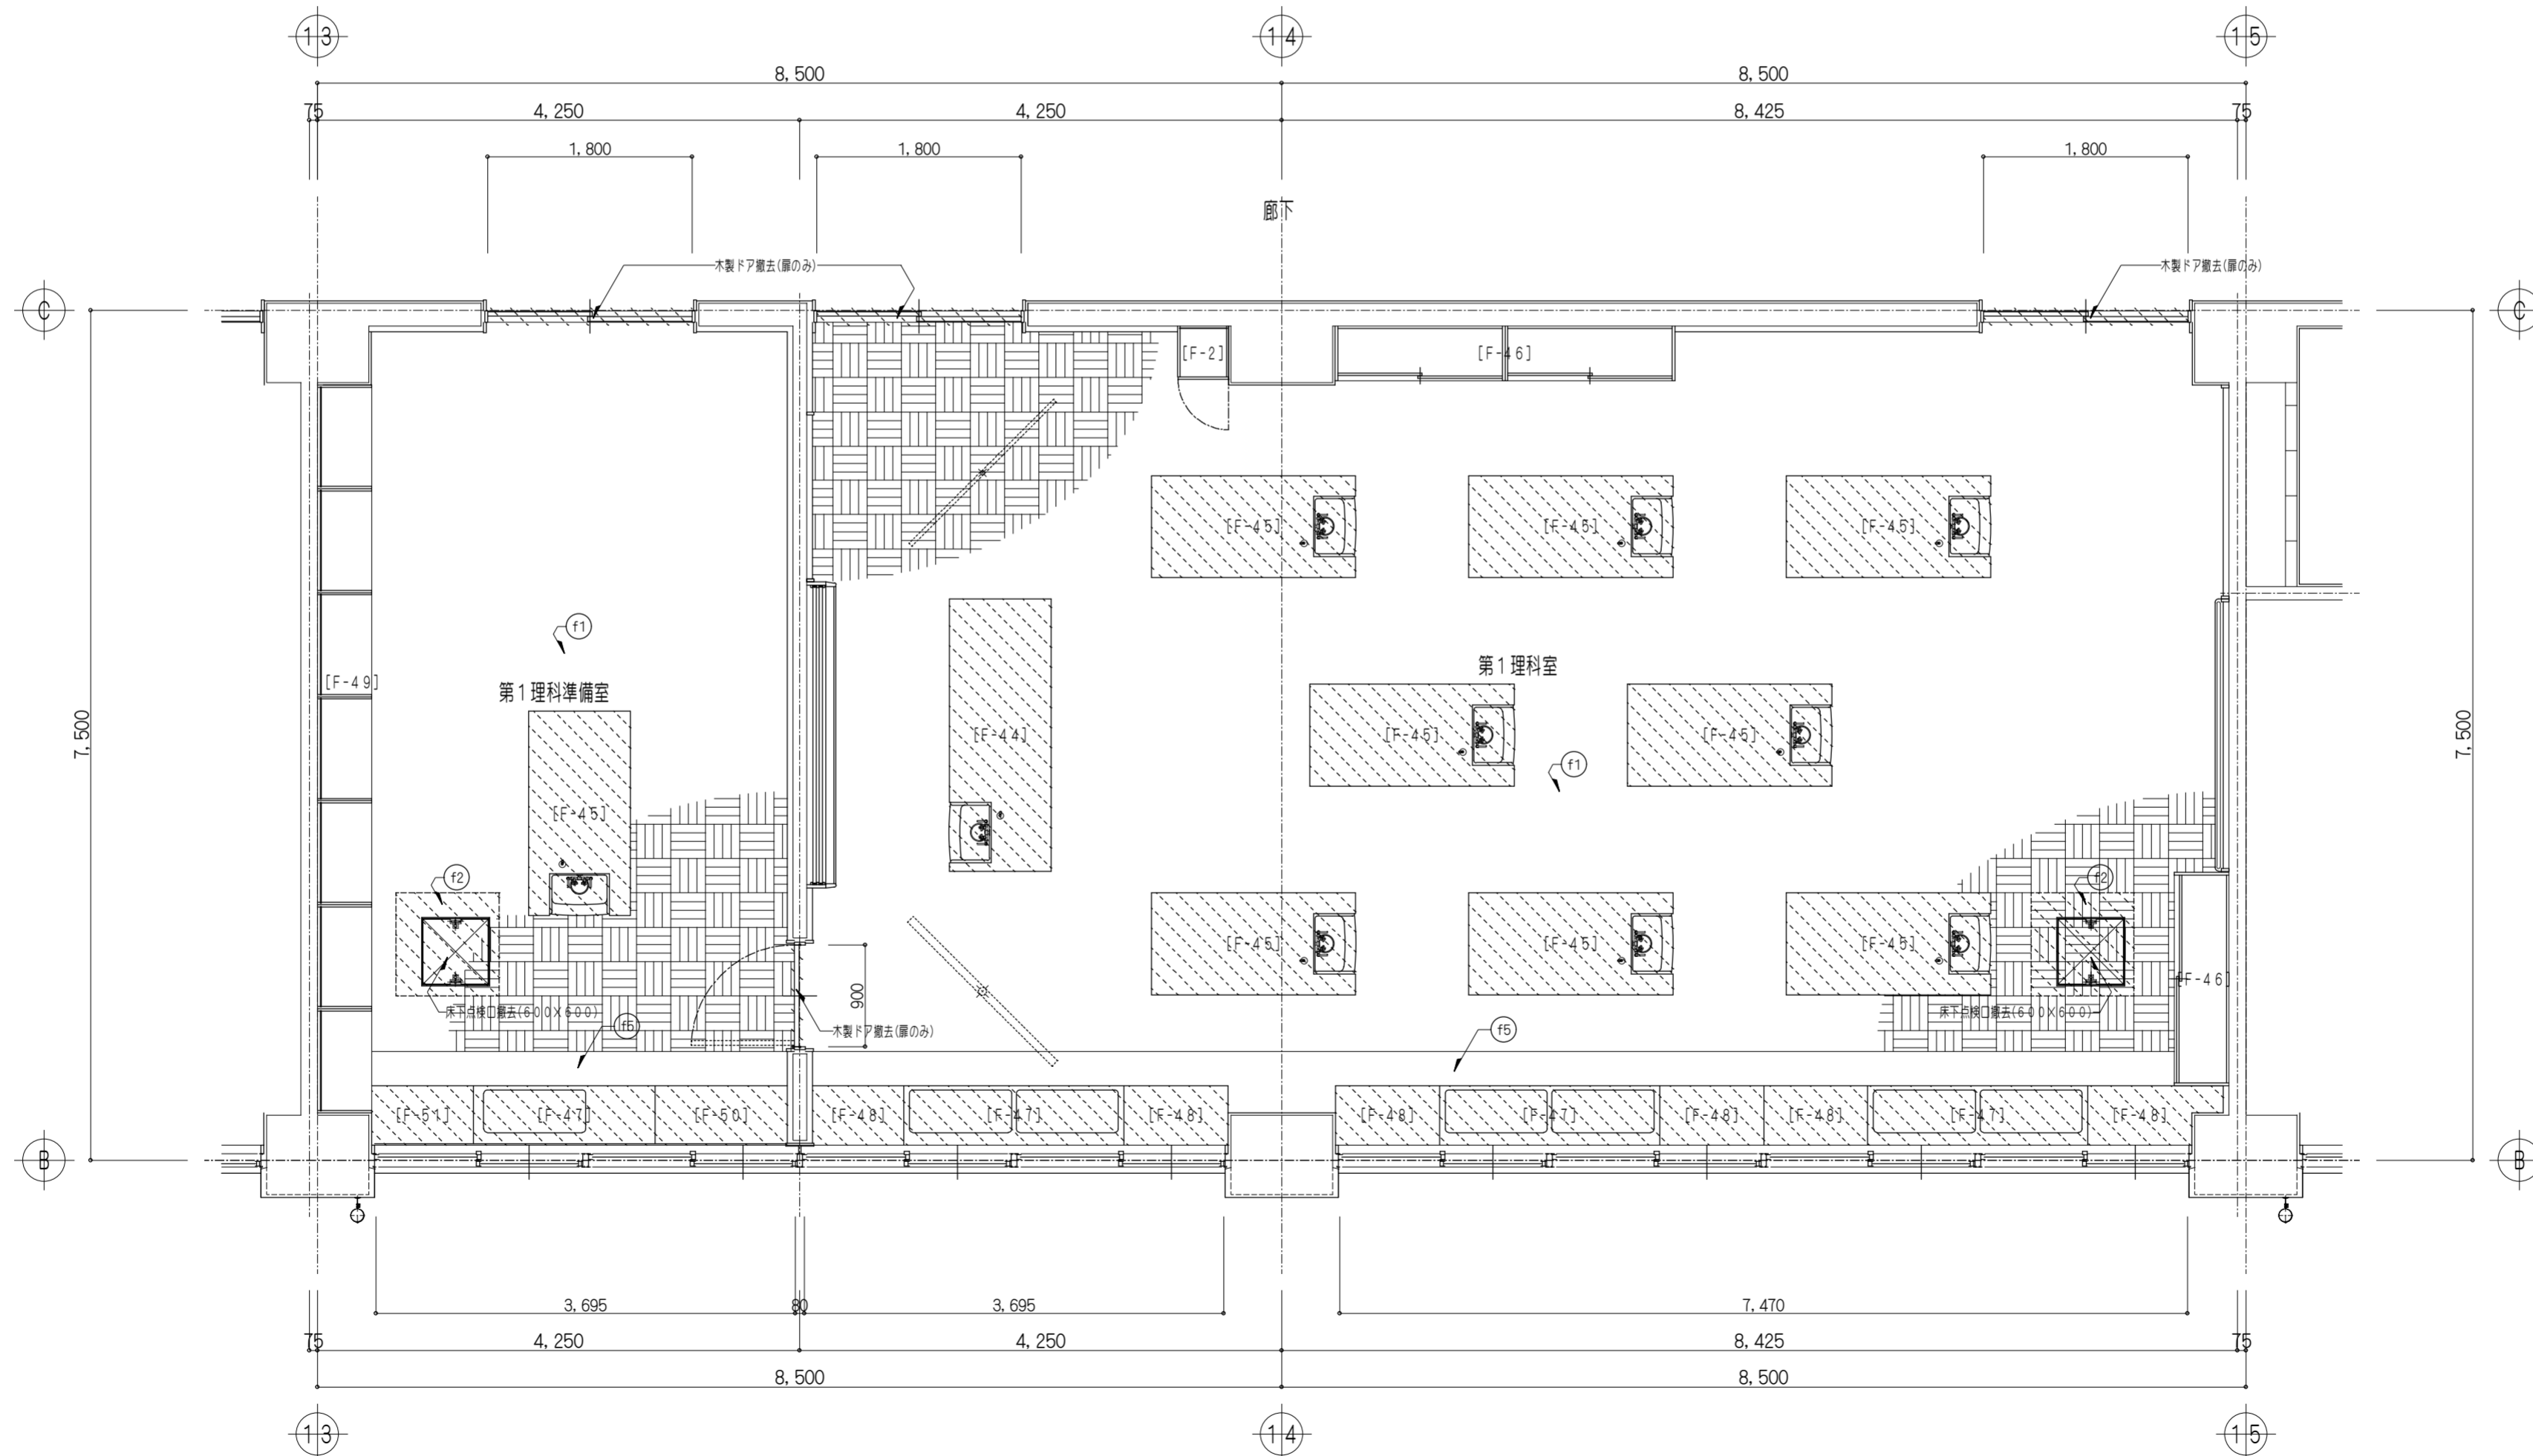 13
14
15
8,500
8,500
75
4,250
4,250
8,425
75
1,800
1,800
1,800
廊下
木製ドア撤去(扉のみ)
木製ドア撤去(扉のみ)
C
C
[F-2]
[F-46]
[F-45]
[F-45]
[F-45]
f1
第1理科準備室
第1理科室
[F-49]
7,500
7,500
[F-44]
[F-45]
[F-45]
f1
[F-45]
f2
f2
[F-45]
[F-45]
[F-45]
[F-46]
900
床下点検口撤去(600×600)
床下点検口撤去(600×600)
f5
木製ドア撤去(扉のみ)
f5
[F-51]
[F-47]
[F-50]
[F-48]
[F-47]
[F-48]
[F-48]
[F-47]
[F-48]
[F-48]
[F-47]
[F-48]
B
B
3,695
80
3,695
7,470
75
4,250
4,250
8,425
75
8,500
8,500
13
14
15